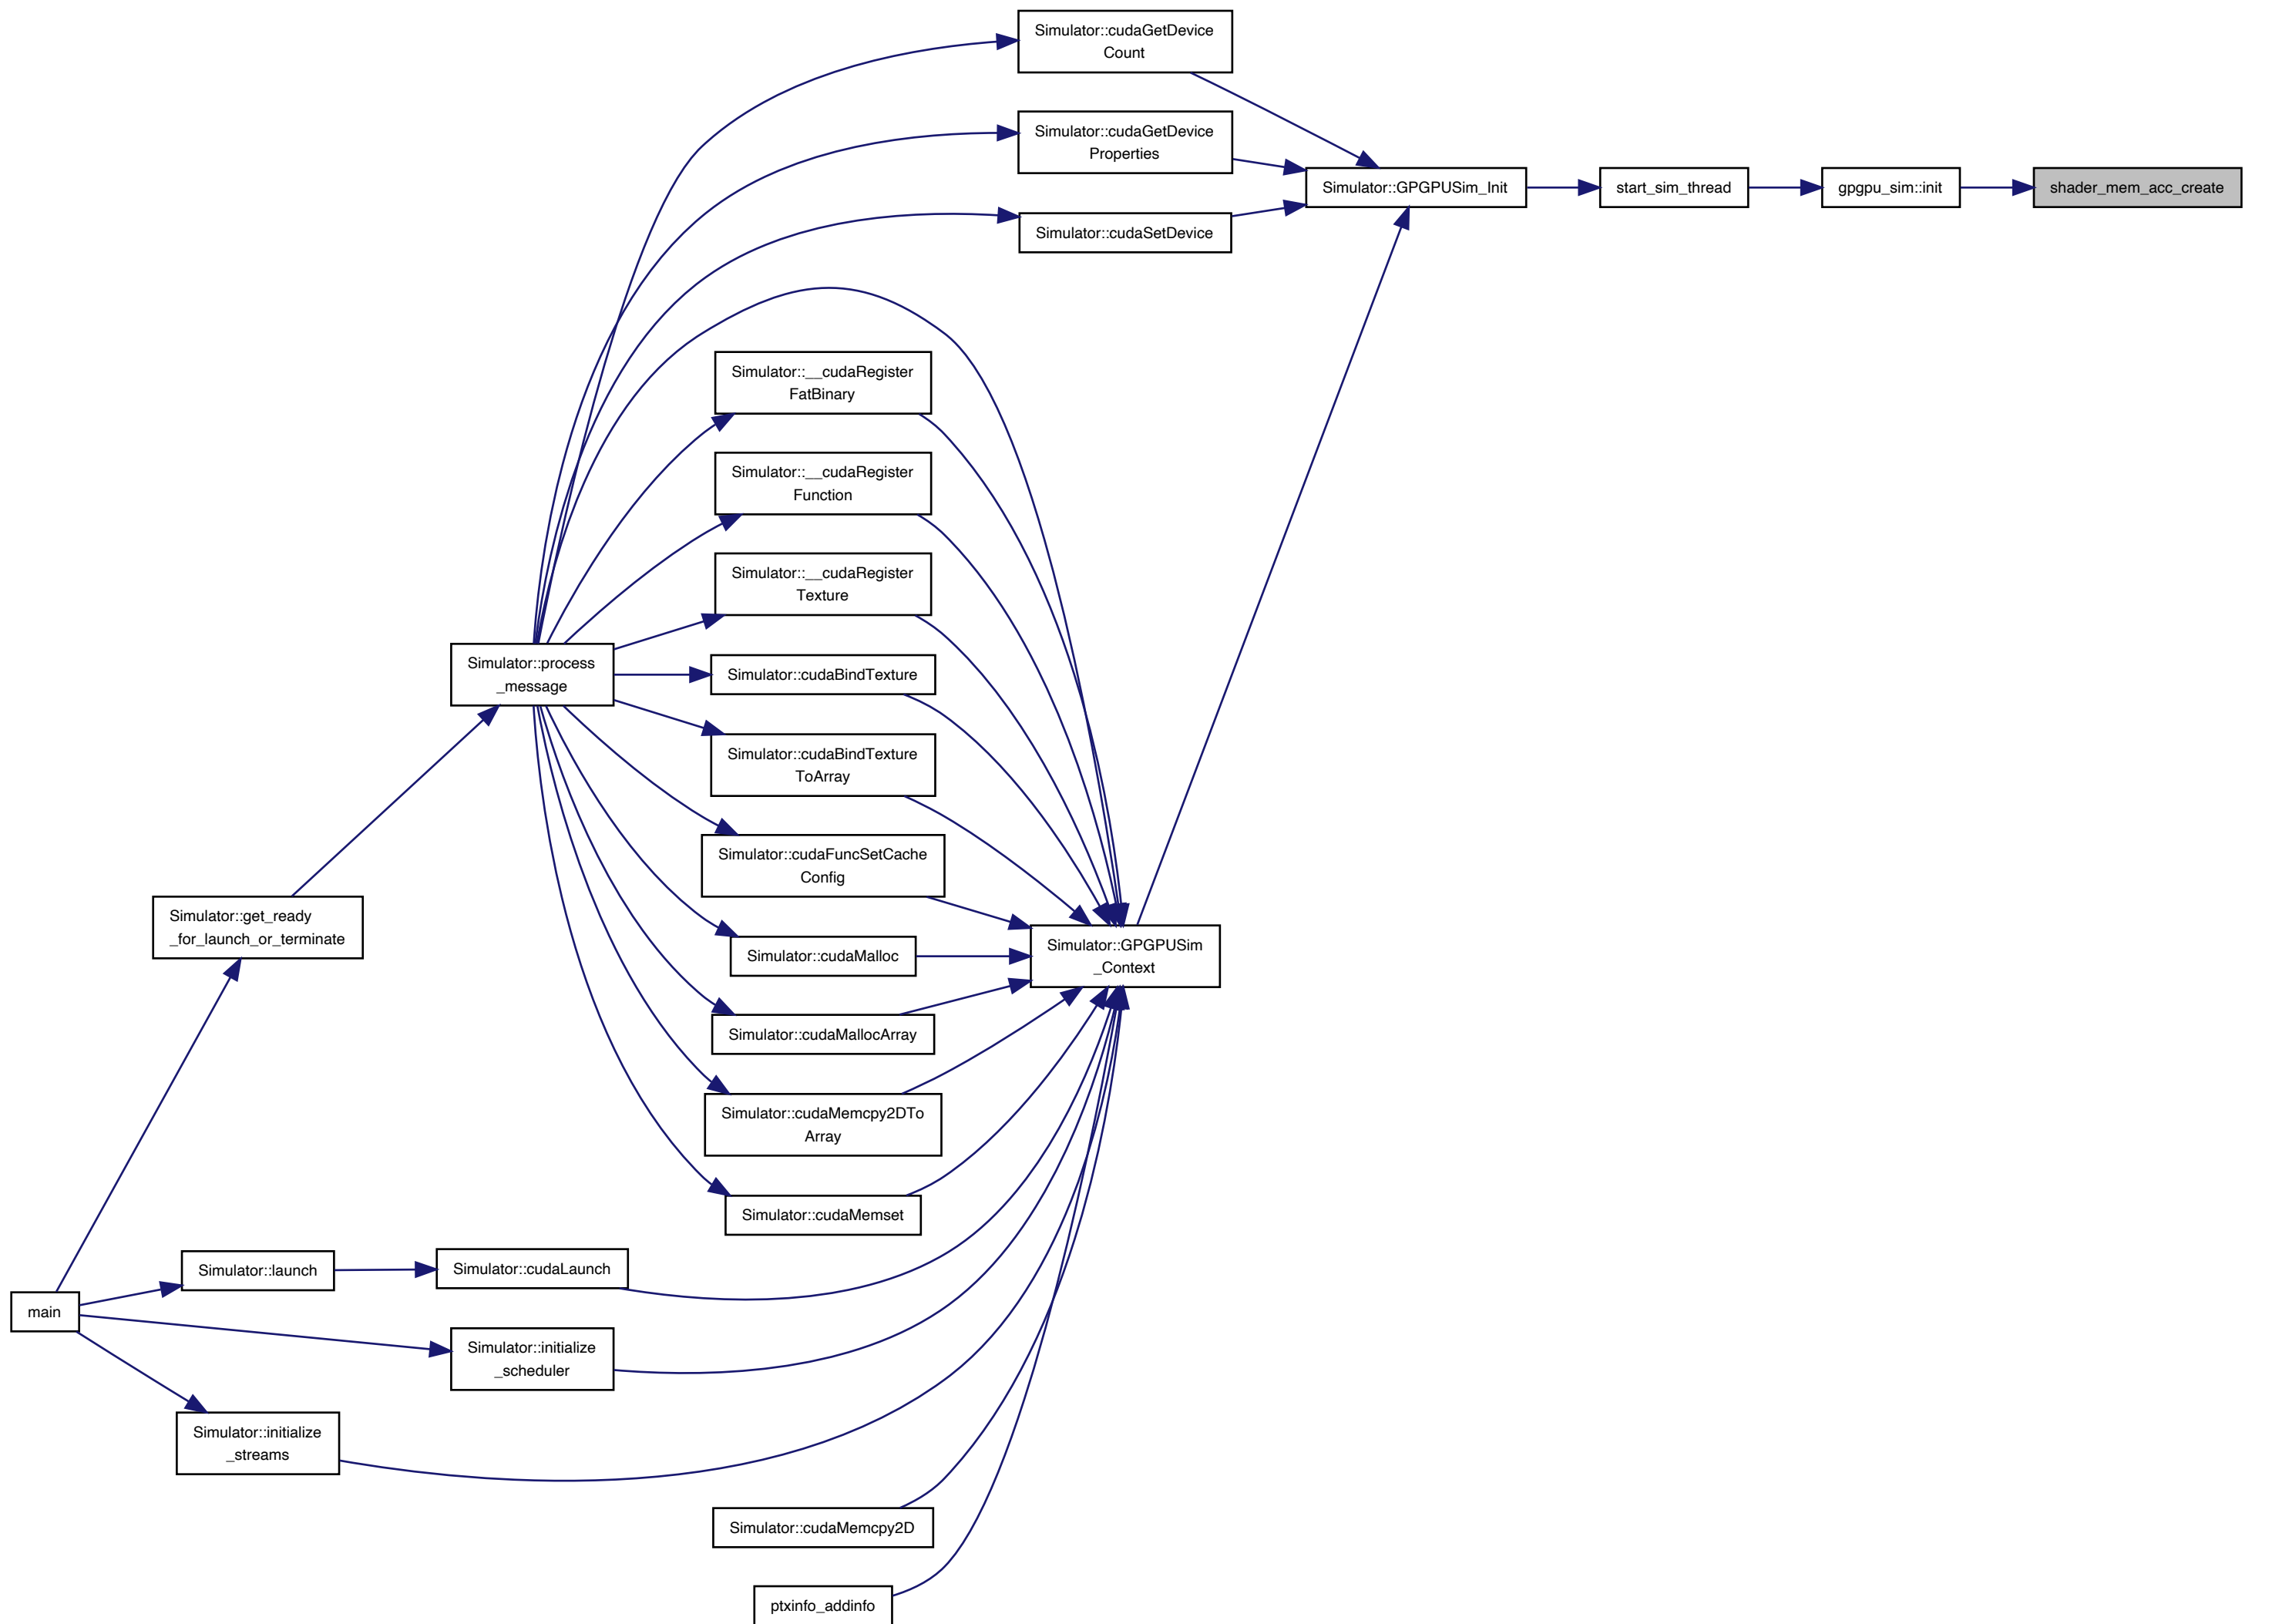 Simulator::cudaGetDevice
Count
Simulator::cudaGetDevice
Properties
Simulator::GPGPUSim_Init
start_sim_thread
gpgpu_sim::init
shader_mem_acc_create
Simulator::cudaSetDevice
Simulator::__cudaRegister
FatBinary
Simulator::__cudaRegister
Function
Simulator::__cudaRegister
Texture
Simulator::process
_message
Simulator::cudaBindTexture
Simulator::cudaBindTexture
ToArray
Simulator::cudaFuncSetCache
Config
Simulator::get_ready
_for_launch_or_terminate
Simulator::cudaMalloc
Simulator::GPGPUSim
_Context
Simulator::cudaMallocArray
Simulator::cudaMemcpy2DTo
Array
Simulator::cudaMemset
Simulator::launch
Simulator::cudaLaunch
main
Simulator::initialize
_scheduler
Simulator::initialize
_streams
Simulator::cudaMemcpy2D
ptxinfo_addinfo